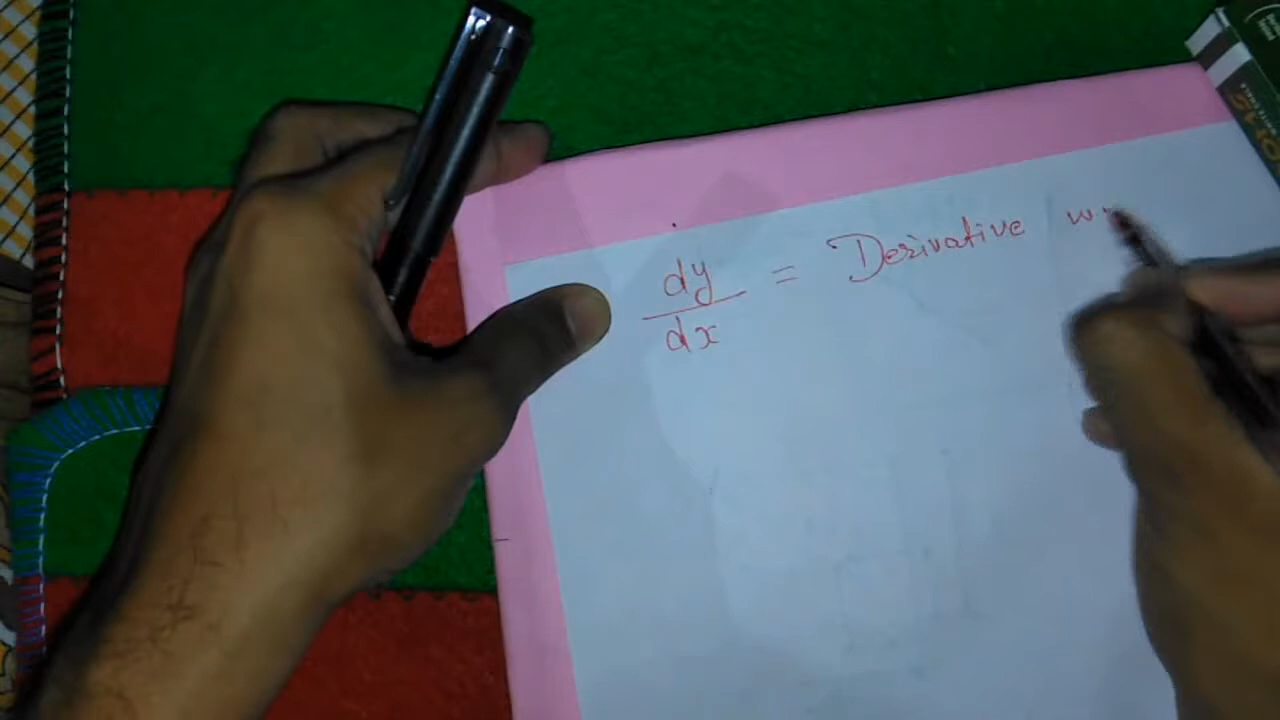 dy/dx = Derivative w